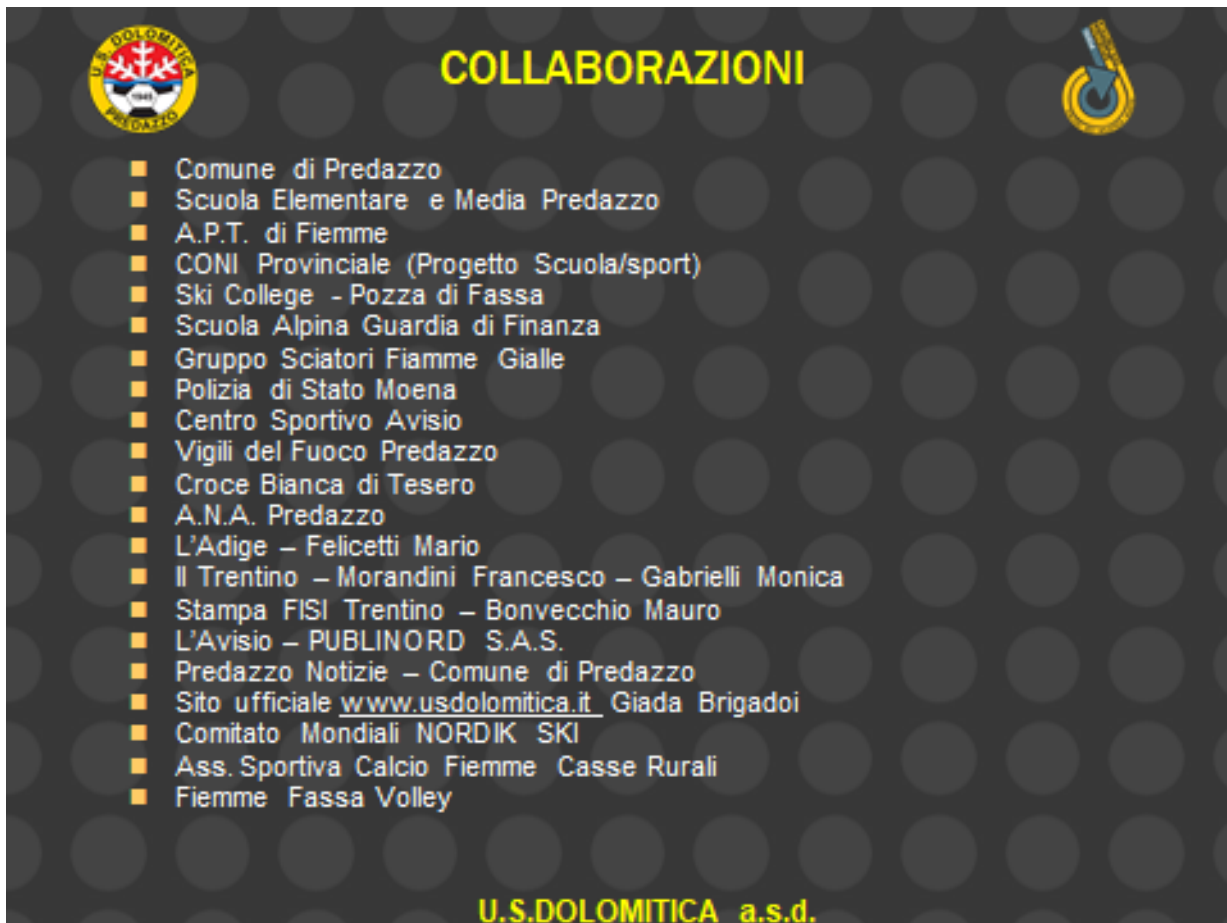 U.S. DOLOMITICA
1945
PREDAZZO
COLLABORAZIONI
Comune di Predazzo
Scuola Elementare e Media Predazzo
A.P.T. di Fiemme
CONI Provinciale (Progetto Scuola/sport)
Ski College - Pozza di Fassa
Scuola Alpina Guardia di Finanza
Gruppo Sciatori Fiamme Gialle
Polizia di Stato Moena
Centro Sportivo Avisio
Vigili del Fuoco Predazzo
Croce Bianca di Tesero
A.N.A. Predazzo
L'Adige – Felicetti Mario
Il Trentino – Morandini Francesco – Gabrielli Monica
Stampa FISI Trentino – Bonvecchio Mauro
L'Avisio – PUBLINORD S.A.S.
Predazzo Notizie – Comune di Predazzo
Sito ufficiale www.usdolomitica.it Giada Brigadoi
Comitato Mondiali NORDIK SKI
Ass. Sportiva Calcio Fiemme Casse Rurali
Fiemme Fassa Volley
U.S.DOLOMITICA a.s.d.